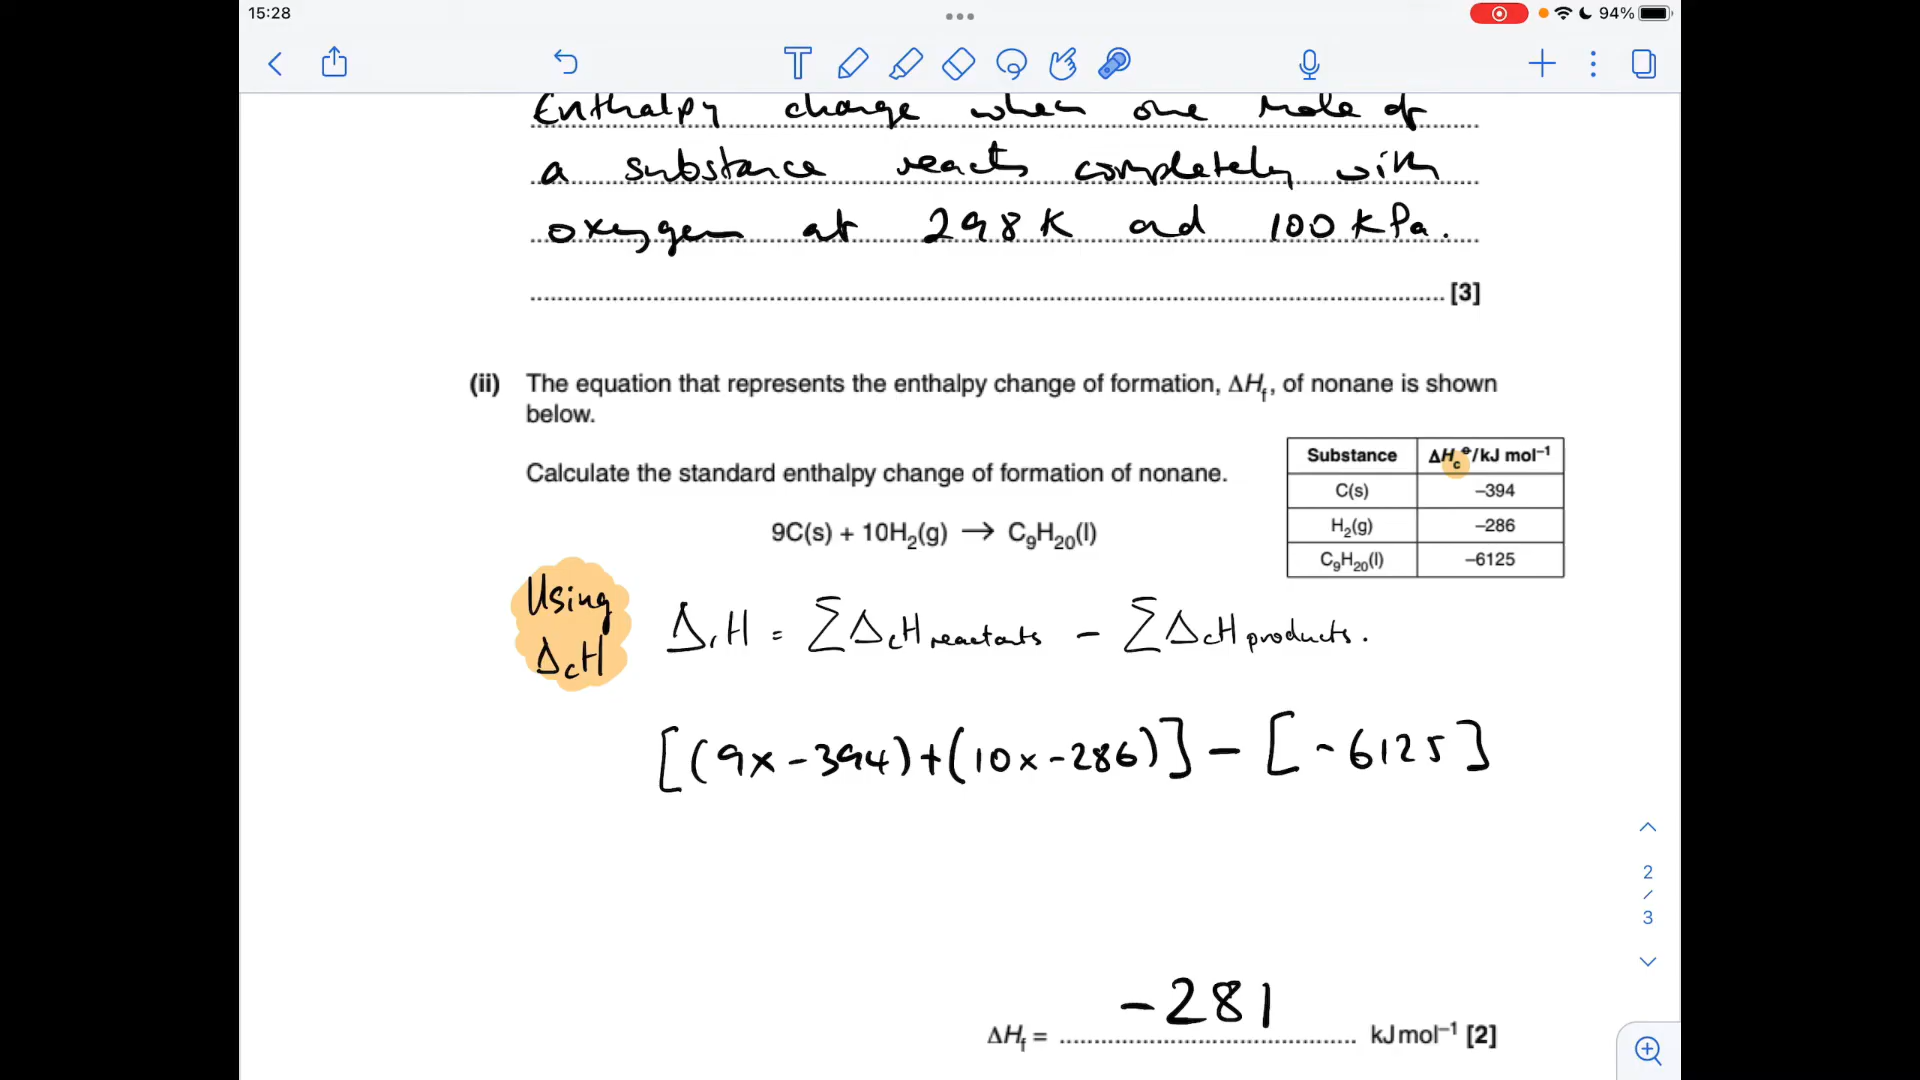 15:28
94%
Enthalpy change when one mole of
a substance reacts completely with
oxygen at 298 K and 100 kPa.
[3]
(ii) The equation that represents the enthalpy change of formation, ΔHf, of nonane is shown
below.
Calculate the standard enthalpy change of formation of nonane.
Substance ΔHc⦵/kJ mol⁻¹
C(s) –394
H₂(g) –286
C₉H₂₀(l) –6125
9C(s) + 10H₂(g) → C₉H₂₀(l)
Using
ΔcH
ΔrH = ΣΔcH reactants – ΣΔcH products.
[(9x-394)+(10x-286)] – [-6125]
2
/
3
-281
ΔHf = ............ kJ mol⁻¹ [2]